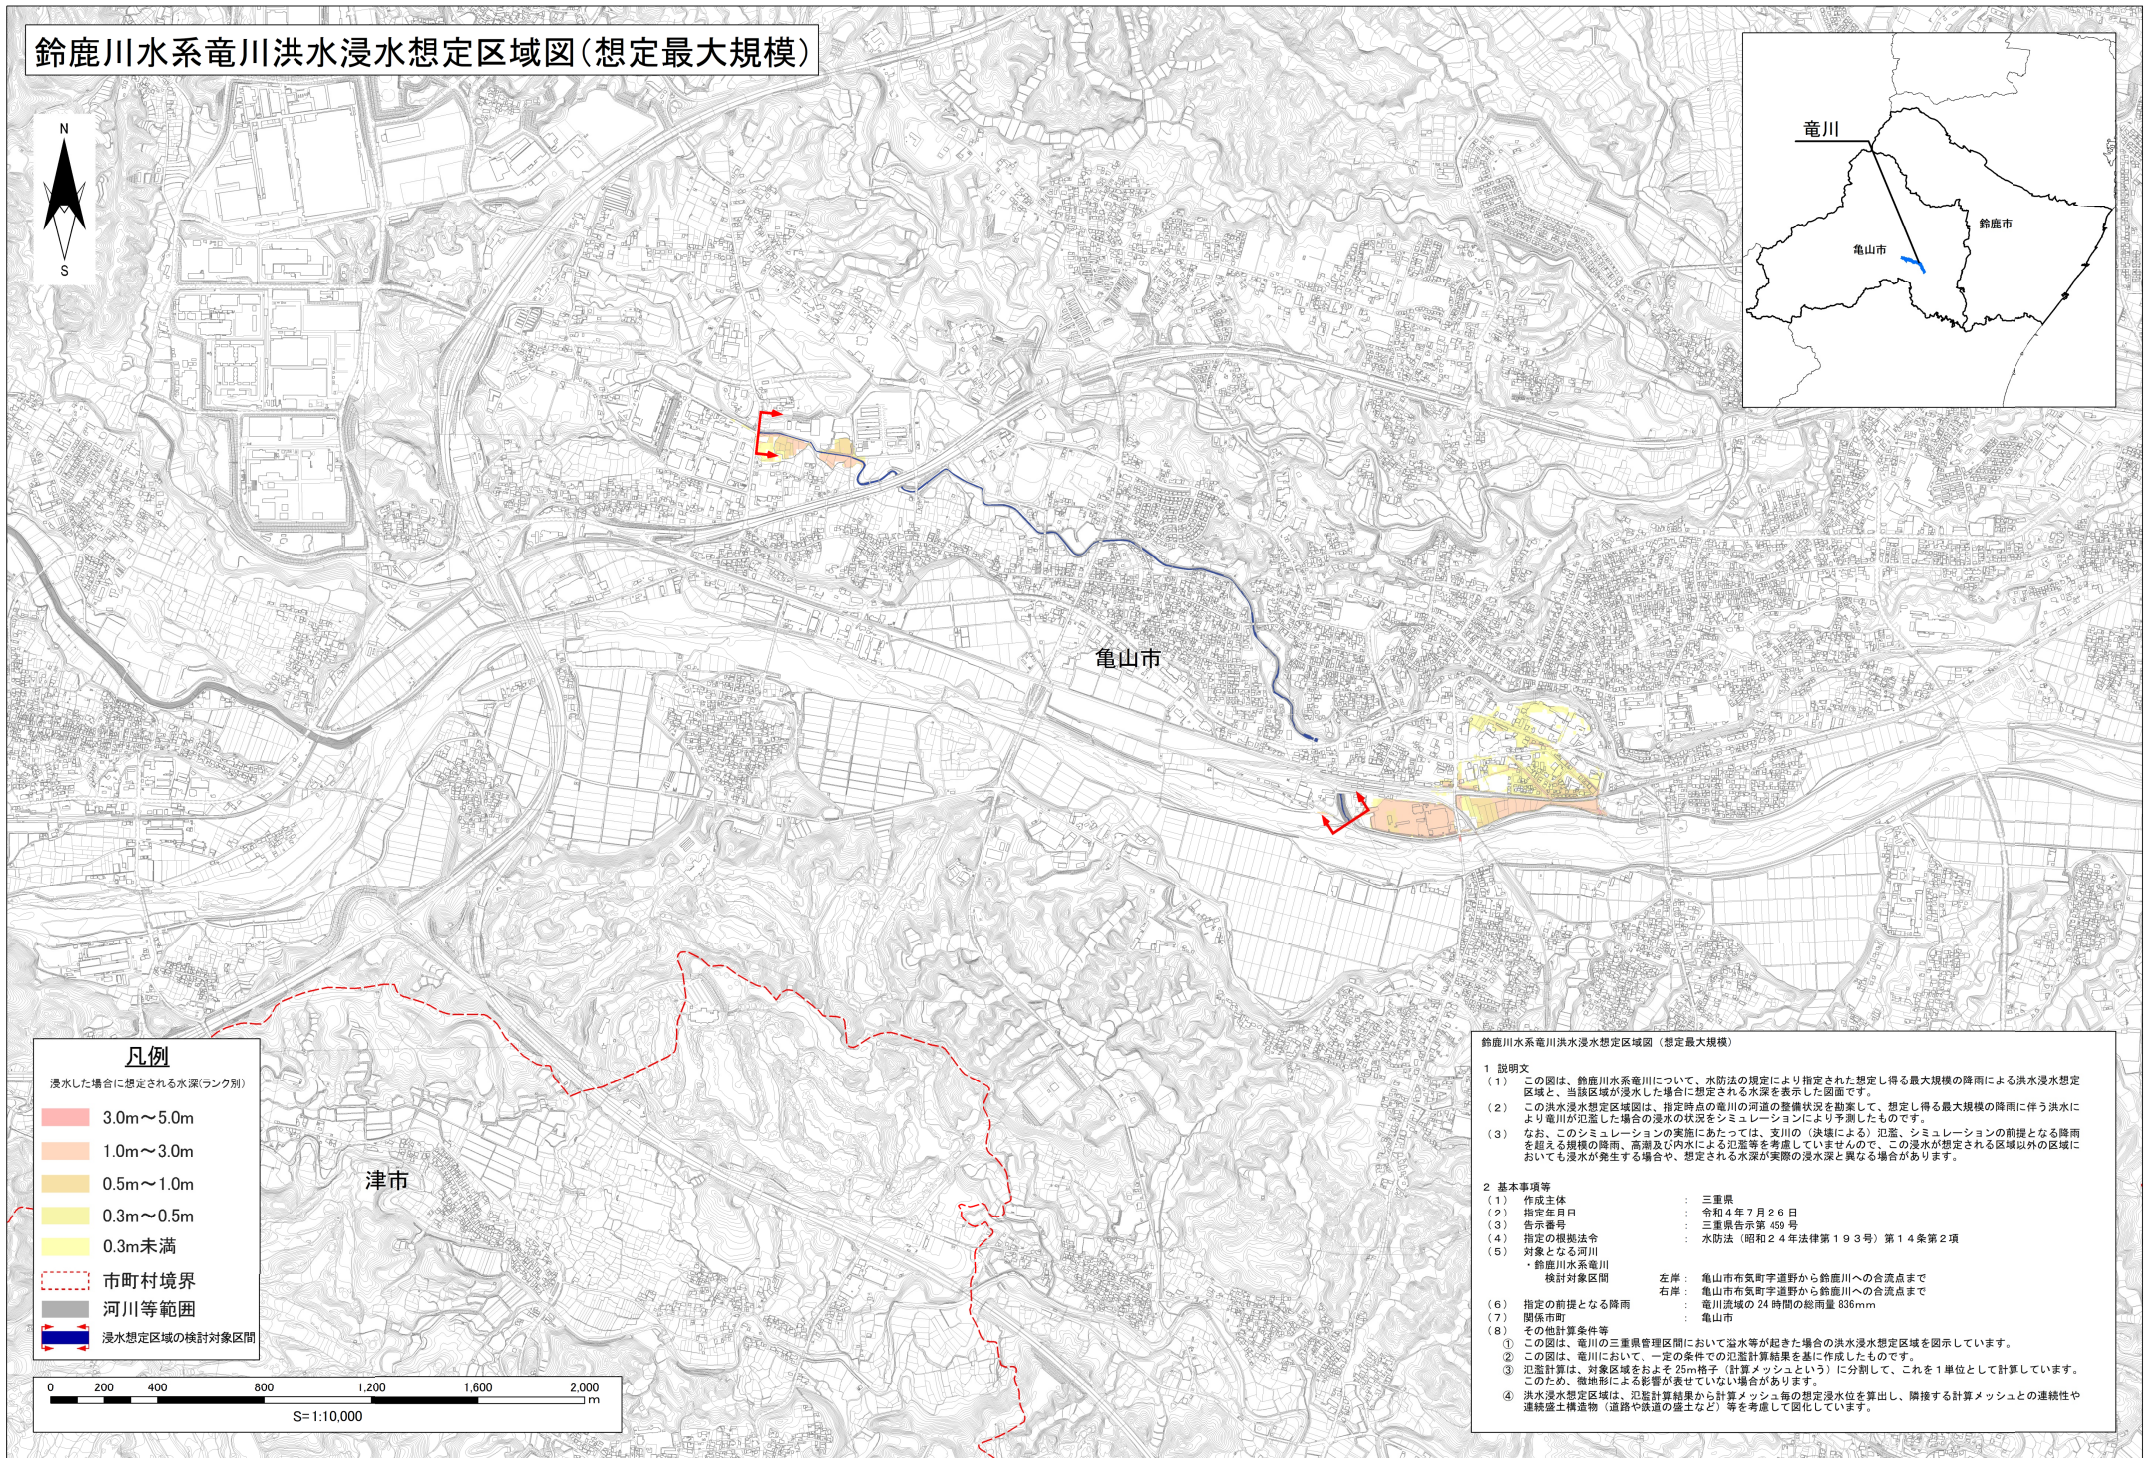 鈴鹿川水系竜川洪水浸水想定区域図(想定最大規模)
N
S
竜川
鈴鹿市
亀山市
亀山市
津市
凡例
浸水した場合に想定される水深(ランク別)
3.0m～5.0m
1.0m～3.0m
0.5m～1.0m
0.3m～0.5m
0.3m未満
市町村境界
河川等範囲
浸水想定区域の検討対象区間
0 200 400 800 1,200 1,600 2,000
m
S=1:10,000
鈴鹿川水系竜川洪水浸水想定区域図（想定最大規模）
1 説明文
（１） この図は、鈴鹿川水系竜川について、水防法の規定により指定された想定し得る最大規模の降雨による洪水浸水想定
区域と、当該区域が浸水した場合に想定される水深を表示した図面です。
（２） この洪水浸水想定区域図は、指定時点の竜川の河道の整備状況を勘案して、想定し得る最大規模の降雨に伴う洪水に
より竜川が氾濫した場合の浸水の状況をシミュレーションにより予測したものです。
（３） なお、このシミュレーションの実施にあたっては、支川の（決壊による）氾濫、シミュレーションの前提となる降雨
を超える規模の降雨、高潮及び内水による氾濫等を考慮していませんので、この浸水が想定される区域以外の区域に
おいても浸水が発生する場合や、想定される水深が実際の浸水深と異なる場合があります。
2 基本事項等
（１） 作成主体 ： 三重県
（２） 指定年月日 ： 令和４年７月２６日
（３） 告示番号 ： 三重県告示第 459 号
（４） 指定の根拠法令 ： 水防法（昭和２４年法律第１９３号）第１４条第２項
（５） 対象となる河川
・鈴鹿川水系竜川
検討対象区間 左岸： 亀山市布気町字道野から鈴鹿川への合流点まで
右岸： 亀山市布気町字道野から鈴鹿川への合流点まで
（６） 指定の前提となる降雨 ： 竜川流域の 24 時間の総雨量 836mm
（７） 関係市町 ： 亀山市
（８） その他計算条件等
① この図は、竜川の三重県管理区間において溢水等が起きた場合の洪水浸水想定区域を図示しています。
② この図は、竜川において、一定の条件での氾濫計算結果を基に作成したものです。
③ 氾濫計算は、対象区域をおよそ 25m格子（計算メッシュという）に分割して、これを１単位として計算しています。
このため、微地形による影響が表せていない場合があります。
④ 洪水浸水想定区域は、氾濫計算結果から計算メッシュ毎の想定浸水位を算出し、隣接する計算メッシュとの連続性や
連続盛土構造物（道路や鉄道の盛土など）等を考慮して図化しています。